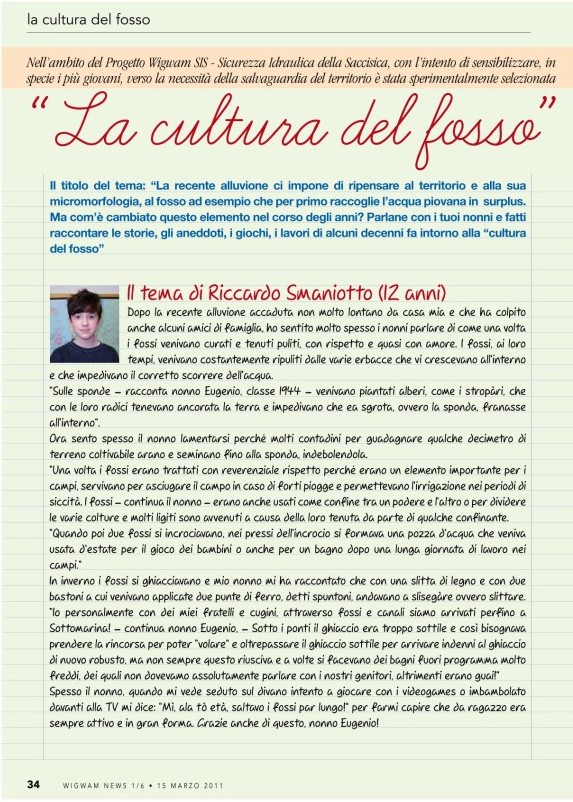 la cultura del fosso
Nell'ambito del Progetto Wigwam SIS - Sicurezza Idraulica della Saccisica, con l'intento di sensibilizzare, in
specie i più giovani, verso la necessità della salvaguardia del territorio è stata sperimentalmente selezionata
“La cultura del fosso”
Il titolo del tema: “La recente alluvione ci impone di ripensare al territorio e alla sua
micromorfologia, al fosso ad esempio che per primo raccoglie l'acqua piovana in surplus.
Ma com'è cambiato questo elemento nel corso degli anni? Parlane con i tuoi nonni e fatti
raccontare le storie, gli aneddoti, i giochi, i lavori di alcuni decenni fa intorno alla “cultura
del fosso”
Il tema di Riccardo Smaniotto (12 anni)
Dopo la recente alluvione accaduta non molto lontano da casa mia e che ha colpito
anche alcuni amici di famiglia, ho sentito molto spesso i nonni parlare di come una volta
i fossi venivano curati e tenuti puliti, con rispetto e quasi con amore. I fossi, ai loro
tempi, venivano costantemente ripuliti dalle varie erbacce che vi crescevano all'interno
e che impedivano il corretto scorrere dell'acqua.
"Sulle sponde – racconta nonno Eugenio, classe 1944 – venivano piantati alberi, come i stropàri, che
con le loro radici tenevano ancorata la terra e impedivano che ea sgrota, ovvero la sponda, franasse
all'interno".
Ora sento spesso il nonno lamentarsi perché molti contadini per guadagnare qualche decimetro di
terreno coltivabile arano e seminano fino alla sponda, indebolendola.
"Una volta i fossi erano trattati con reverenziale rispetto perché erano un elemento importante per i
campi, servivano per asciugare il campo in caso di forti piogge e permettevano l'irrigazione nei periodi di
siccità. I fossi – continua il nonno – erano anche usati come confine tra un podere e l'altro o per dividere
le varie colture e molti ligiti sono avvenuti a causa della loro tenuta da parte di qualche confinante.
"Quando poi due fossi si incrociavano, nei pressi dell'incrocio si formava una pozza d'acqua che veniva
usata d'estate per il gioco dei bambini o anche per un bagno dopo una lunga giornata di lavoro nei
campi."
In inverno i fossi si ghiacciavano e mio nonno mi ha raccontato che con una slitta di legno e con due
bastoni a cui venivano applicate due punte di ferro, detti spuntoni, andavano a slisegàre ovvero slittare.
"Io personalmente con dei miei fratelli e cugini, attraverso fossi e canali siamo arrivati perfino a
Sottomarina! – continua nonno Eugenio, – Sotto i ponti il ghiaccio era troppo sottile e così bisognava
prendere la rincorsa per poter "volare" e oltrepassare il ghiaccio sottile per arrivare indenni al ghiaccio
di nuovo robusto, ma non sempre questo riusciva e a volte si facevano dei bagni fuori programma molto
freddi, dei quali non dovevamo assolutamente parlare con i nostri genitori, altrimenti erano guai!"
Spesso il nonno, quando mi vede seduto sul divano intento a giocare con i videogames o imbambolato
davanti alla TV mi dice: "Mì, ala tò età, saltavo i fossi par lungo!" per farmi capire che da ragazzo era
sempre attivo e in gran forma. Grazie anche di questo, nonno Eugenio!
34 WIGWAM NEWS 1/6 • 15 MARZO 2011